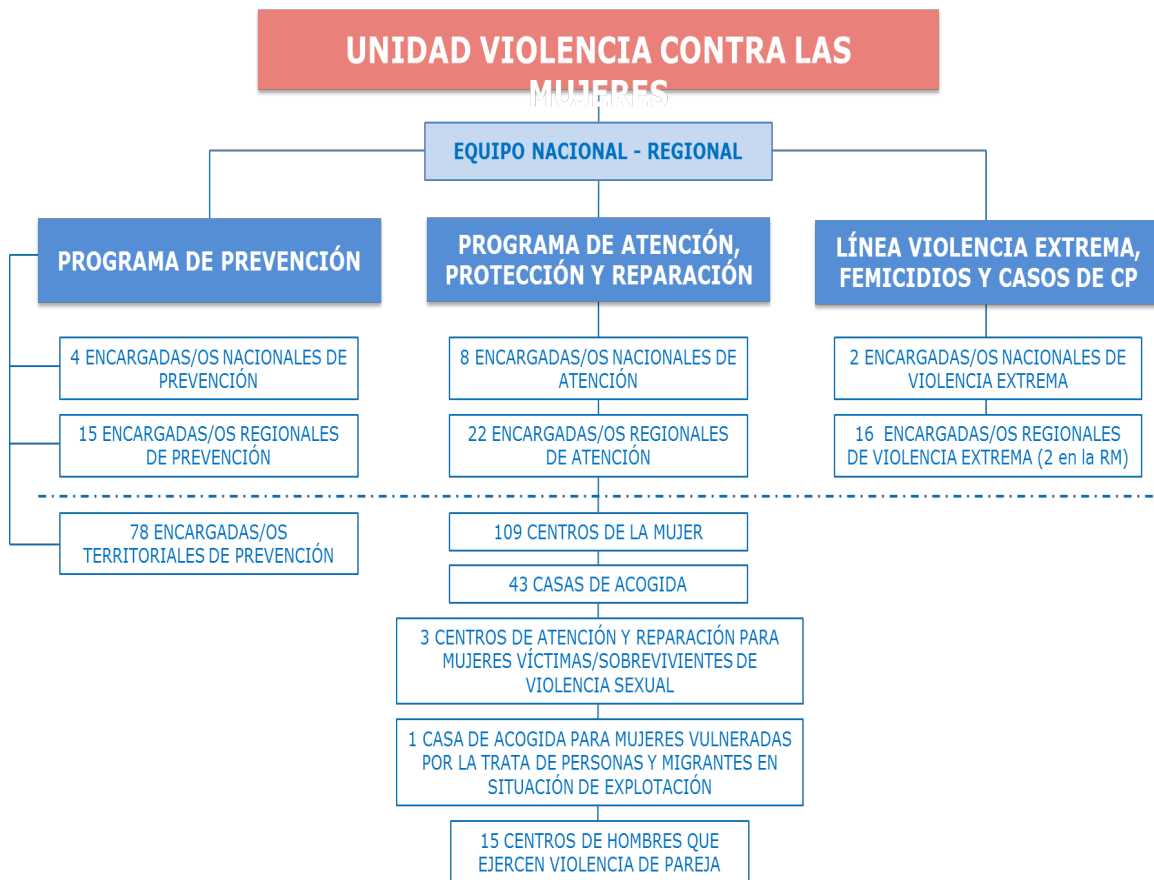 UNIDAD VIOLENCIA CONTRA LAS
MUJERES
EQUIPO NACIONAL - REGIONAL
PROGRAMA DE PREVENCIÓN
4 ENCARGADAS/OS NACIONALES DE
PREVENCIÓN
15 ENCARGADAS/OS REGIONALES
DE PREVENCIÓN
78 ENCARGADAS/OS
TERRITORIALES DE PREVENCIÓN
PROGRAMA DE ATENCIÓN,
PROTECCIÓN Y REPARACIÓN
8 ENCARGADAS/OS NACIONALES DE
ATENCIÓN
22 ENCARGADAS/OS REGIONALES
DE ATENCIÓN
109 CENTROS DE LA MUJER
43 CASAS DE ACOGIDA
3 CENTROS DE ATENCIÓN Y REPARACIÓN PARA
MUJERES VÍCTIMAS/SOBREVIVIENTES DE
VIOLENCIA SEXUAL
1 CASA DE ACOGIDA PARA MUJERES VULNERADAS
POR LA TRATA DE PERSONAS Y MIGRANTES EN
SITUACIÓN DE EXPLOTACIÓN
15 CENTROS DE HOMBRES QUE
EJERCEN VIOLENCIA DE PAREJA
LÍNEA VIOLENCIA EXTREMA,
FEMICIDIOS Y CASOS DE CP
2 ENCARGADAS/OS NACIONALES DE
VIOLENCIA EXTREMA
16 ENCARGADAS/OS REGIONALES
DE VIOLENCIA EXTREMA (2 en la RM)